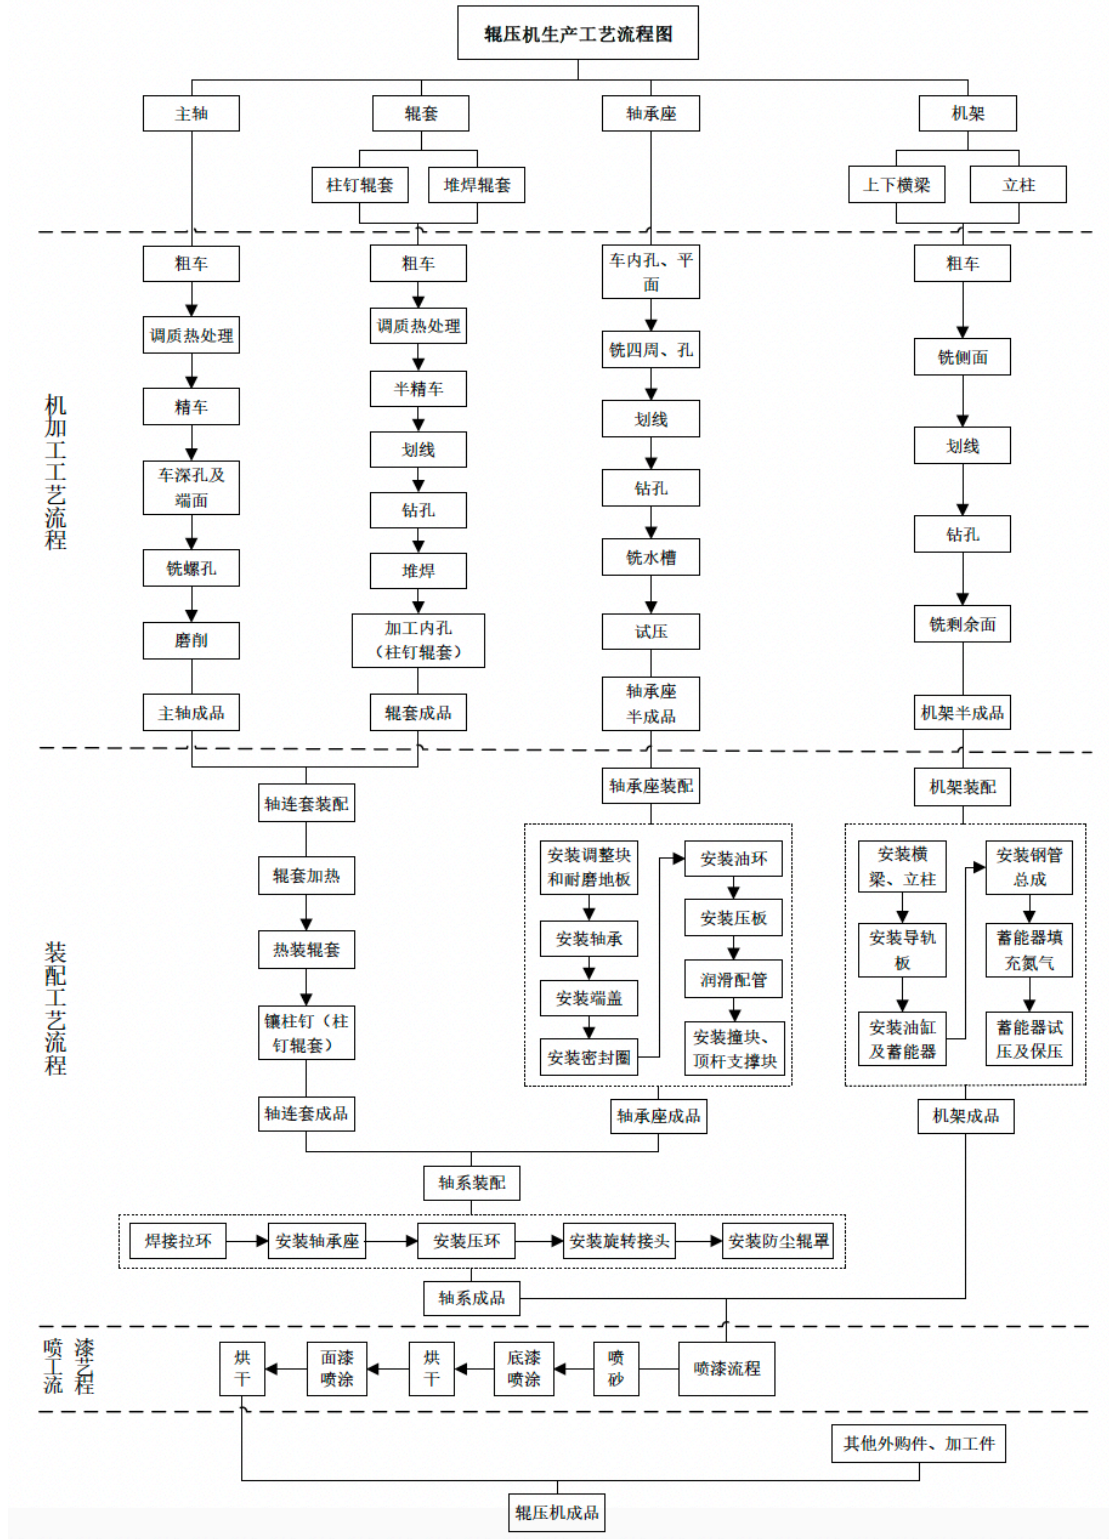 辊压机生产工艺流程图
主轴
辊套
轴承座
机架
柱钉辊套
堆焊辊套
上下横梁
立柱
机加工工艺流程
粗车
调质热处理
精车
车深孔及
端面
铣螺孔
磨削
主轴成品
粗车
调质热处理
半精车
划线
钻孔
堆焊
加工内孔
（柱钉辊套）
辊套成品
车内孔、平
面
铣四周、孔
划线
钻孔
铣水槽
试压
轴承座
半成品
粗车
铣侧面
划线
钻孔
铣剩余面
机架半成品
装配工艺流程
轴连套装配
辊套加热
热装辊套
镶柱钉（柱
钉辊套）
轴连套成品
轴承座装配
安装调整块
和耐磨地板
安装轴承
安装端盖
安装密封圈
安装油环
安装压板
润滑配管
安装撞块、
顶杆支撑块
轴承座成品
机架装配
安装横
梁、立柱
安装导轨
板
安装油缸
及蓄能器
安装钢管
总成
蓄能器填
充氮气
蓄能器试
压及保压
机架成品
轴系装配
焊接拉环
安装轴承座
安装压环
安装旋转接头
安装防尘辊罩
轴系成品
喷漆
工艺
流程
喷漆流程
喷
砂
底漆
喷涂
烘
干
面漆
喷涂
烘
干
其他外购件、加工件
辊压机成品